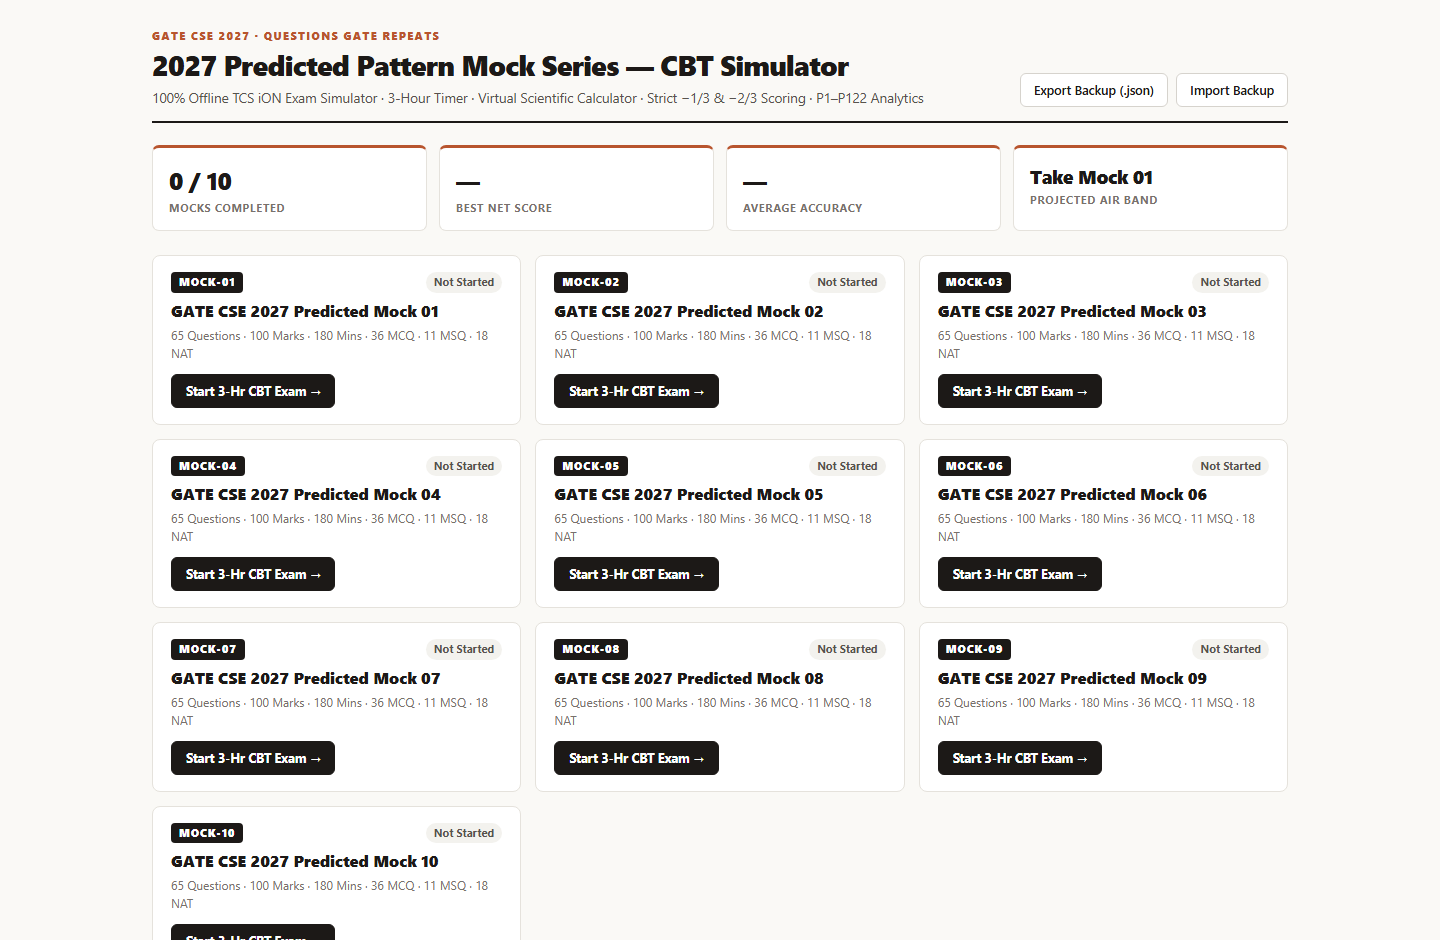 GATE CSE 2027 · QUESTIONS GATE REPEATS
2027 Predicted Pattern Mock Series — CBT Simulator
100% Offline TCS iON Exam Simulator · 3-Hour Timer · Virtual Scientific Calculator · Strict −1/3 & −2/3 Scoring · P1–P122 Analytics
Export Backup (.json)
Import Backup
0 / 10
MOCKS COMPLETED
—
BEST NET SCORE
—
AVERAGE ACCURACY
Take Mock 01
PROJECTED AIR BAND
MOCK-01
Not Started
GATE CSE 2027 Predicted Mock 01
65 Questions · 100 Marks · 180 Mins · 36 MCQ · 11 MSQ · 18
NAT
Start 3-Hr CBT Exam →
MOCK-02
Not Started
GATE CSE 2027 Predicted Mock 02
65 Questions · 100 Marks · 180 Mins · 36 MCQ · 11 MSQ · 18
NAT
Start 3-Hr CBT Exam →
MOCK-03
Not Started
GATE CSE 2027 Predicted Mock 03
65 Questions · 100 Marks · 180 Mins · 36 MCQ · 11 MSQ · 18
NAT
Start 3-Hr CBT Exam →
MOCK-04
Not Started
GATE CSE 2027 Predicted Mock 04
65 Questions · 100 Marks · 180 Mins · 36 MCQ · 11 MSQ · 18
NAT
Start 3-Hr CBT Exam →
MOCK-05
Not Started
GATE CSE 2027 Predicted Mock 05
65 Questions · 100 Marks · 180 Mins · 36 MCQ · 11 MSQ · 18
NAT
Start 3-Hr CBT Exam →
MOCK-06
Not Started
GATE CSE 2027 Predicted Mock 06
65 Questions · 100 Marks · 180 Mins · 36 MCQ · 11 MSQ · 18
NAT
Start 3-Hr CBT Exam →
MOCK-07
Not Started
GATE CSE 2027 Predicted Mock 07
65 Questions · 100 Marks · 180 Mins · 36 MCQ · 11 MSQ · 18
NAT
Start 3-Hr CBT Exam →
MOCK-08
Not Started
GATE CSE 2027 Predicted Mock 08
65 Questions · 100 Marks · 180 Mins · 36 MCQ · 11 MSQ · 18
NAT
Start 3-Hr CBT Exam →
MOCK-09
Not Started
GATE CSE 2027 Predicted Mock 09
65 Questions · 100 Marks · 180 Mins · 36 MCQ · 11 MSQ · 18
NAT
Start 3-Hr CBT Exam →
MOCK-10
Not Started
GATE CSE 2027 Predicted Mock 10
65 Questions · 100 Marks · 180 Mins · 36 MCQ · 11 MSQ · 18
NAT
Start 3-Hr CBT Exam →